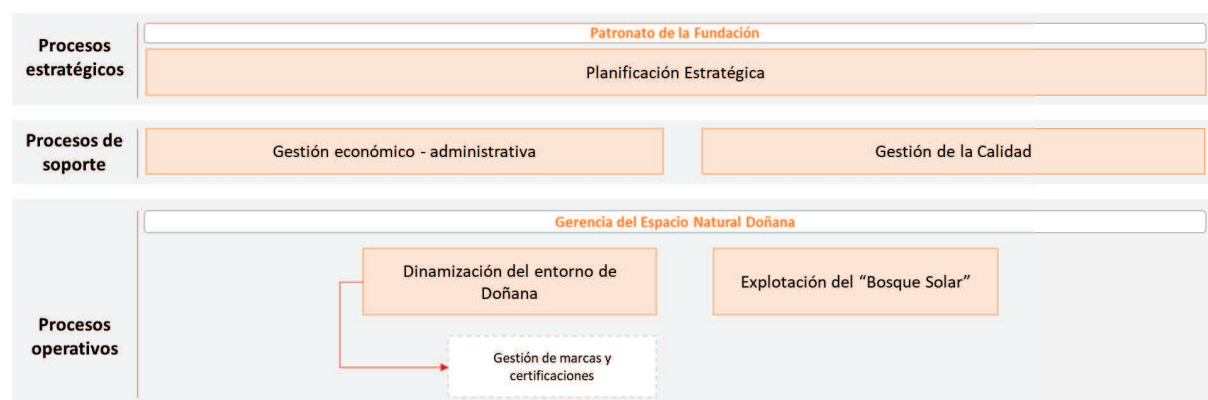 Procesos
estratégicos
Patronato de la Fundación
Planificación Estratégica
Procesos de
soporte
Gestión económico - administrativa
Gestión de la Calidad
Procesos
operativos
Gerencia del Espacio Natural Doñana
Dinamización del entorno de
Doñana
Explotación del “Bosque Solar”
Gestión de marcas y
certificaciones